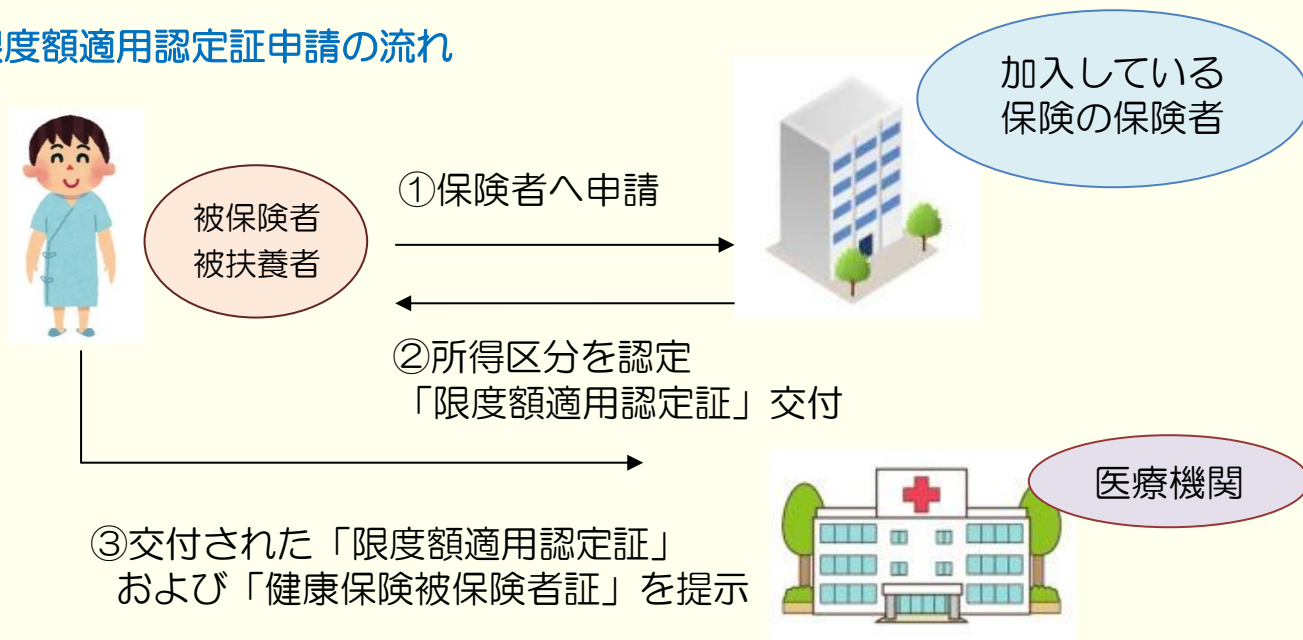 限度額適用認定証申請の流れ
加入している
保険の保険者
①保険者へ申請
被保険者
被扶養者
②所得区分を認定
「限度額適用認定証」交付
医療機関
③交付された「限度額適用認定証」
および「健康保険被保険者証」を提示